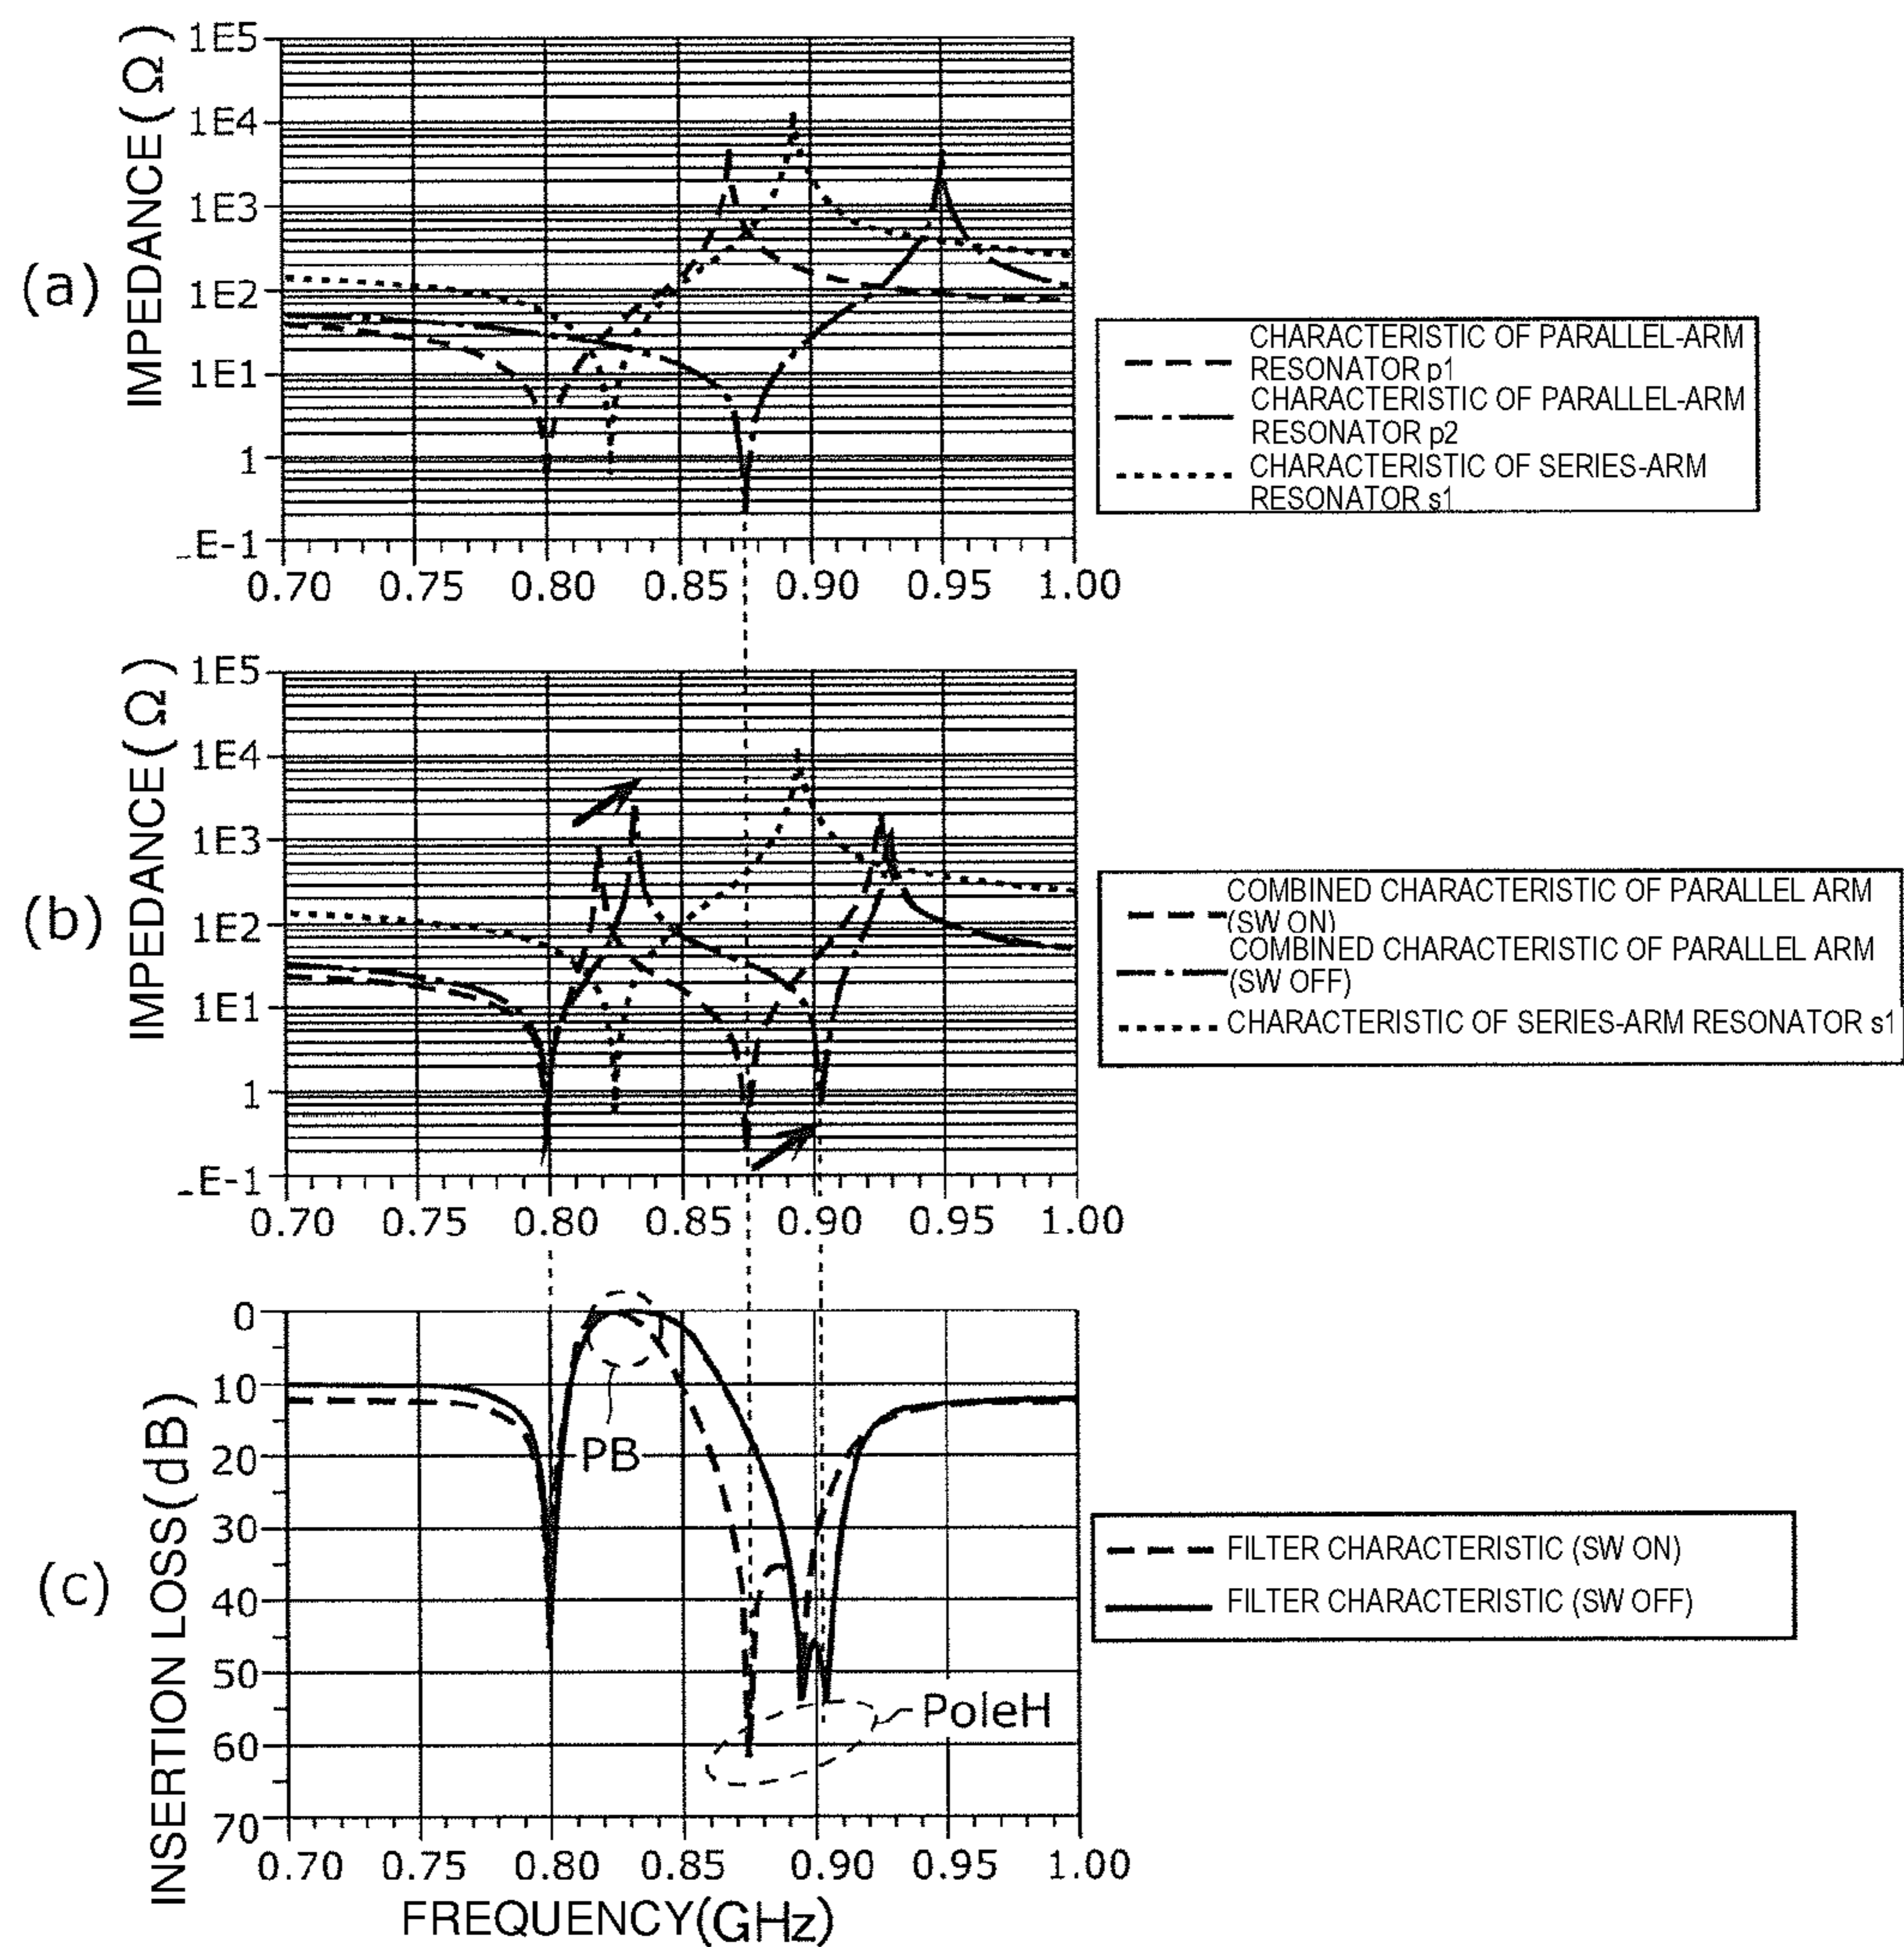 (a)
IMPEDANCE(Ω)
1E5
1E4
1E3
1E2
1E1
1
_E-1
0.70 0.75 0.80 0.85 0.90 0.95 1.00
CHARACTERISTIC OF PARALLEL-ARM
RESONATOR p1
CHARACTERISTIC OF PARALLEL-ARM
RESONATOR p2
CHARACTERISTIC OF SERIES-ARM
RESONATOR s1
(b)
IMPEDANCE(Ω)
1E5
1E4
1E3
1E2
1E1
1
_E-1
0.70 0.75 0.80 0.85 0.90 0.95 1.00
COMBINED CHARACTERISTIC OF PARALLEL ARM
(SW ON)
COMBINED CHARACTERISTIC OF PARALLEL ARM
(SW OFF)
CHARACTERISTIC OF SERIES-ARM RESONATOR s1
(c)
INSERTION LOSS(dB)
0
10
20
30
40
50
60
70
PB
PoleH
0.70 0.75 0.80 0.85 0.90 0.95 1.00
FREQUENCY(GHz)
FILTER CHARACTERISTIC (SW ON)
FILTER CHARACTERISTIC (SW OFF)